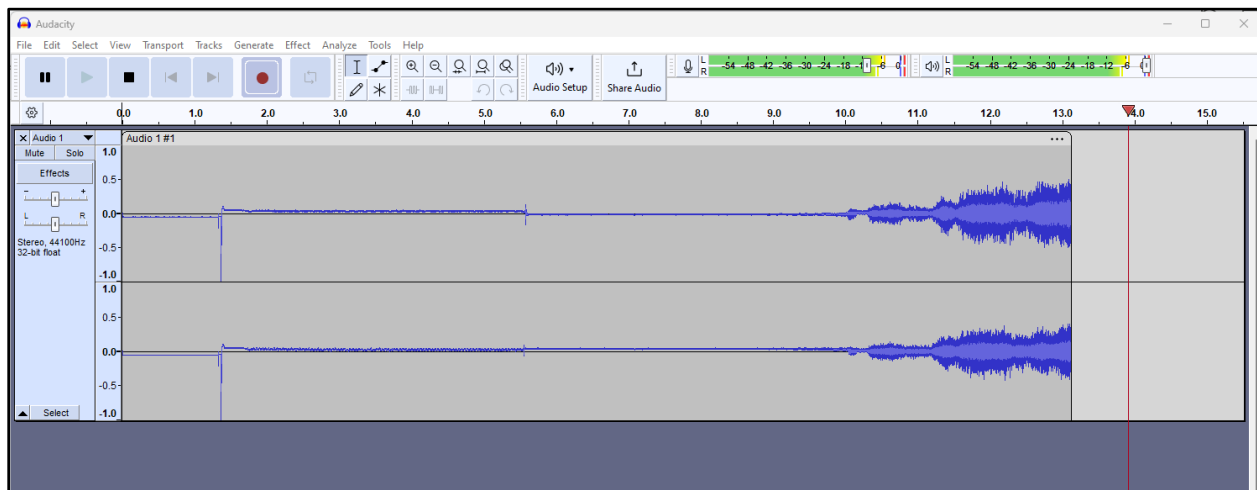 Audacity
File Edit Select View Transport Tracks Generate Effect Analyze Tools Help
L R -54 -48 -42 -36 -30 -24 -18 -6 0
L R -54 -48 -42 -36 -30 -24 -18 -12 -6
Audio Setup Share Audio
0.0 1.0 2.0 3.0 4.0 5.0 6.0 7.0 8.0 9.0 10.0 11.0 12.0 13.0 14.0 15.0
Audio 1 Audio 1 #1 ...
Mute Solo 1.0
Effects
- + 0.5
L R 0.0
Stereo, 44100Hz -0.5
32-bit float
-1.0
1.0
0.5
0.0
-0.5
Select -1.0